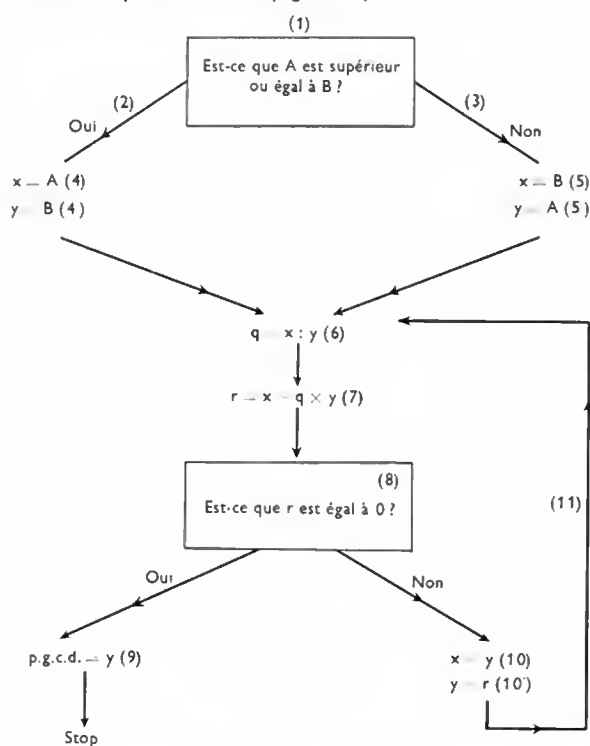 (1)
Est-ce que A est supérieur
ou égal à B ?
(2)
Oui
(3)
Non
x = A (4)
y = B (4)
x = B (5)
y = A (5)
q = x : y (6)
r = x - q × y (7)
(8)
Est-ce que r est égal à 0 ?
(11)
Oui
Non
p.g.c.d. = y (9)
x = y (10)
y = r (10)
Stop